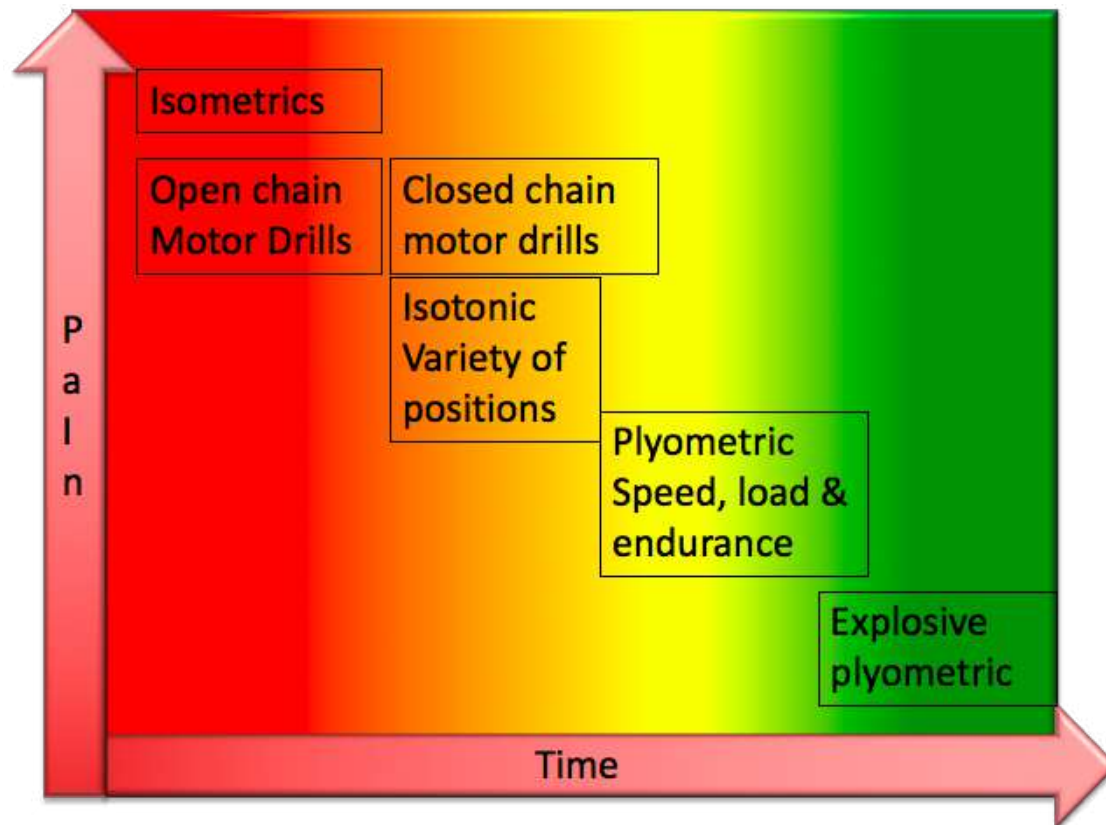 Isometrics
Open chain
Motor Drills
Closed chain
motor drills
Isotonic
Variety of
positions
Plyometric
Speed, load &
endurance
Explosive
plyometric
P
a
I
n
Time